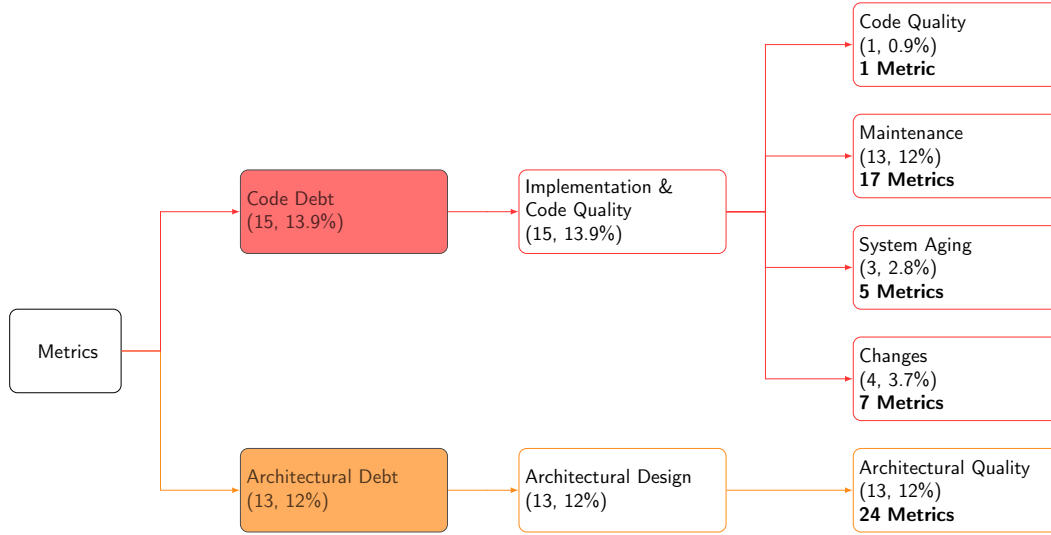 Metrics
Code Debt
(15, 13.9%)
Implementation &
Code Quality
(15, 13.9%)
Code Quality
(1, 0.9%)
1 Metric
Maintenance
(13, 12%)
17 Metrics
System Aging
(3, 2.8%)
5 Metrics
Changes
(4, 3.7%)
7 Metrics
Architectural Debt
(13, 12%)
Architectural Design
(13, 12%)
Architectural Quality
(13, 12%)
24 Metrics